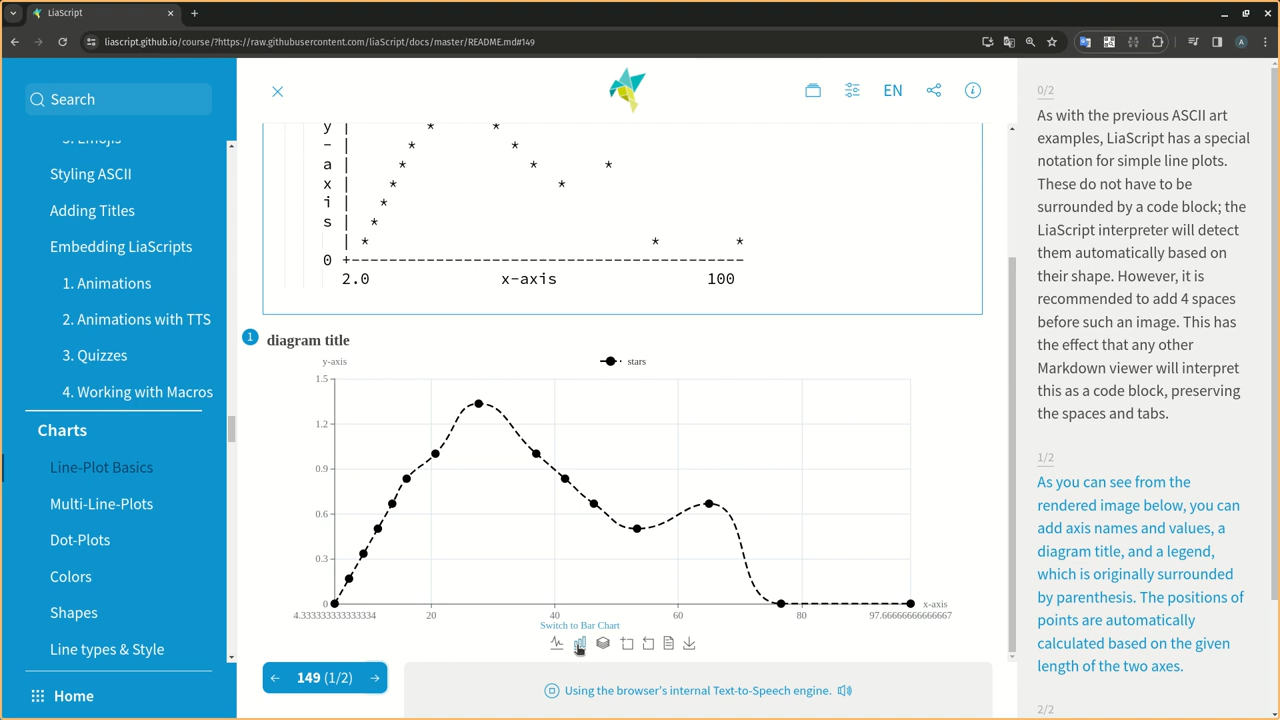 LiaScript
liascript.github.io/course/?https://raw.githubusercontent.com/liaScript/docs/master/README.md#149
A
Search
Styling ASCII
Adding Titles
Embedding LiaScripts
1. Animations
2. Animations with TTS
3. Quizzes
4. Working with Macros
Charts
Line-Plot Basics
Multi-Line-Plots
Dot-Plots
Colors
Shapes
Line types & Style
Home
EN
y | * *
- | * *
a | * * *
x | * *
i | *
s | *
| * * *
0 +------------------------------------------
2.0 x-axis 100
1 diagram title
y-axis
stars
1.5
1.2
0.9
0.6
0.3
0
x-axis
4.333333333333334 20 40 60 80 97.66666666666667
Switch to Bar Chart
149 (1/2)
Using the browser's internal Text-to-Speech engine.
0/2
As with the previous ASCII art
examples, LiaScript has a special
notation for simple line plots.
These do not have to be
surrounded by a code block; the
LiaScript interpreter will detect
them automatically based on
their shape. However, it is
recommended to add 4 spaces
before such an image. This has
the effect that any other
Markdown viewer will interpret
this as a code block, preserving
the spaces and tabs.
1/2
As you can see from the
rendered image below, you can
add axis names and values, a
diagram title, and a legend,
which is originally surrounded
by parenthesis. The positions of
points are automatically
calculated based on the given
length of the two axes.
2/2